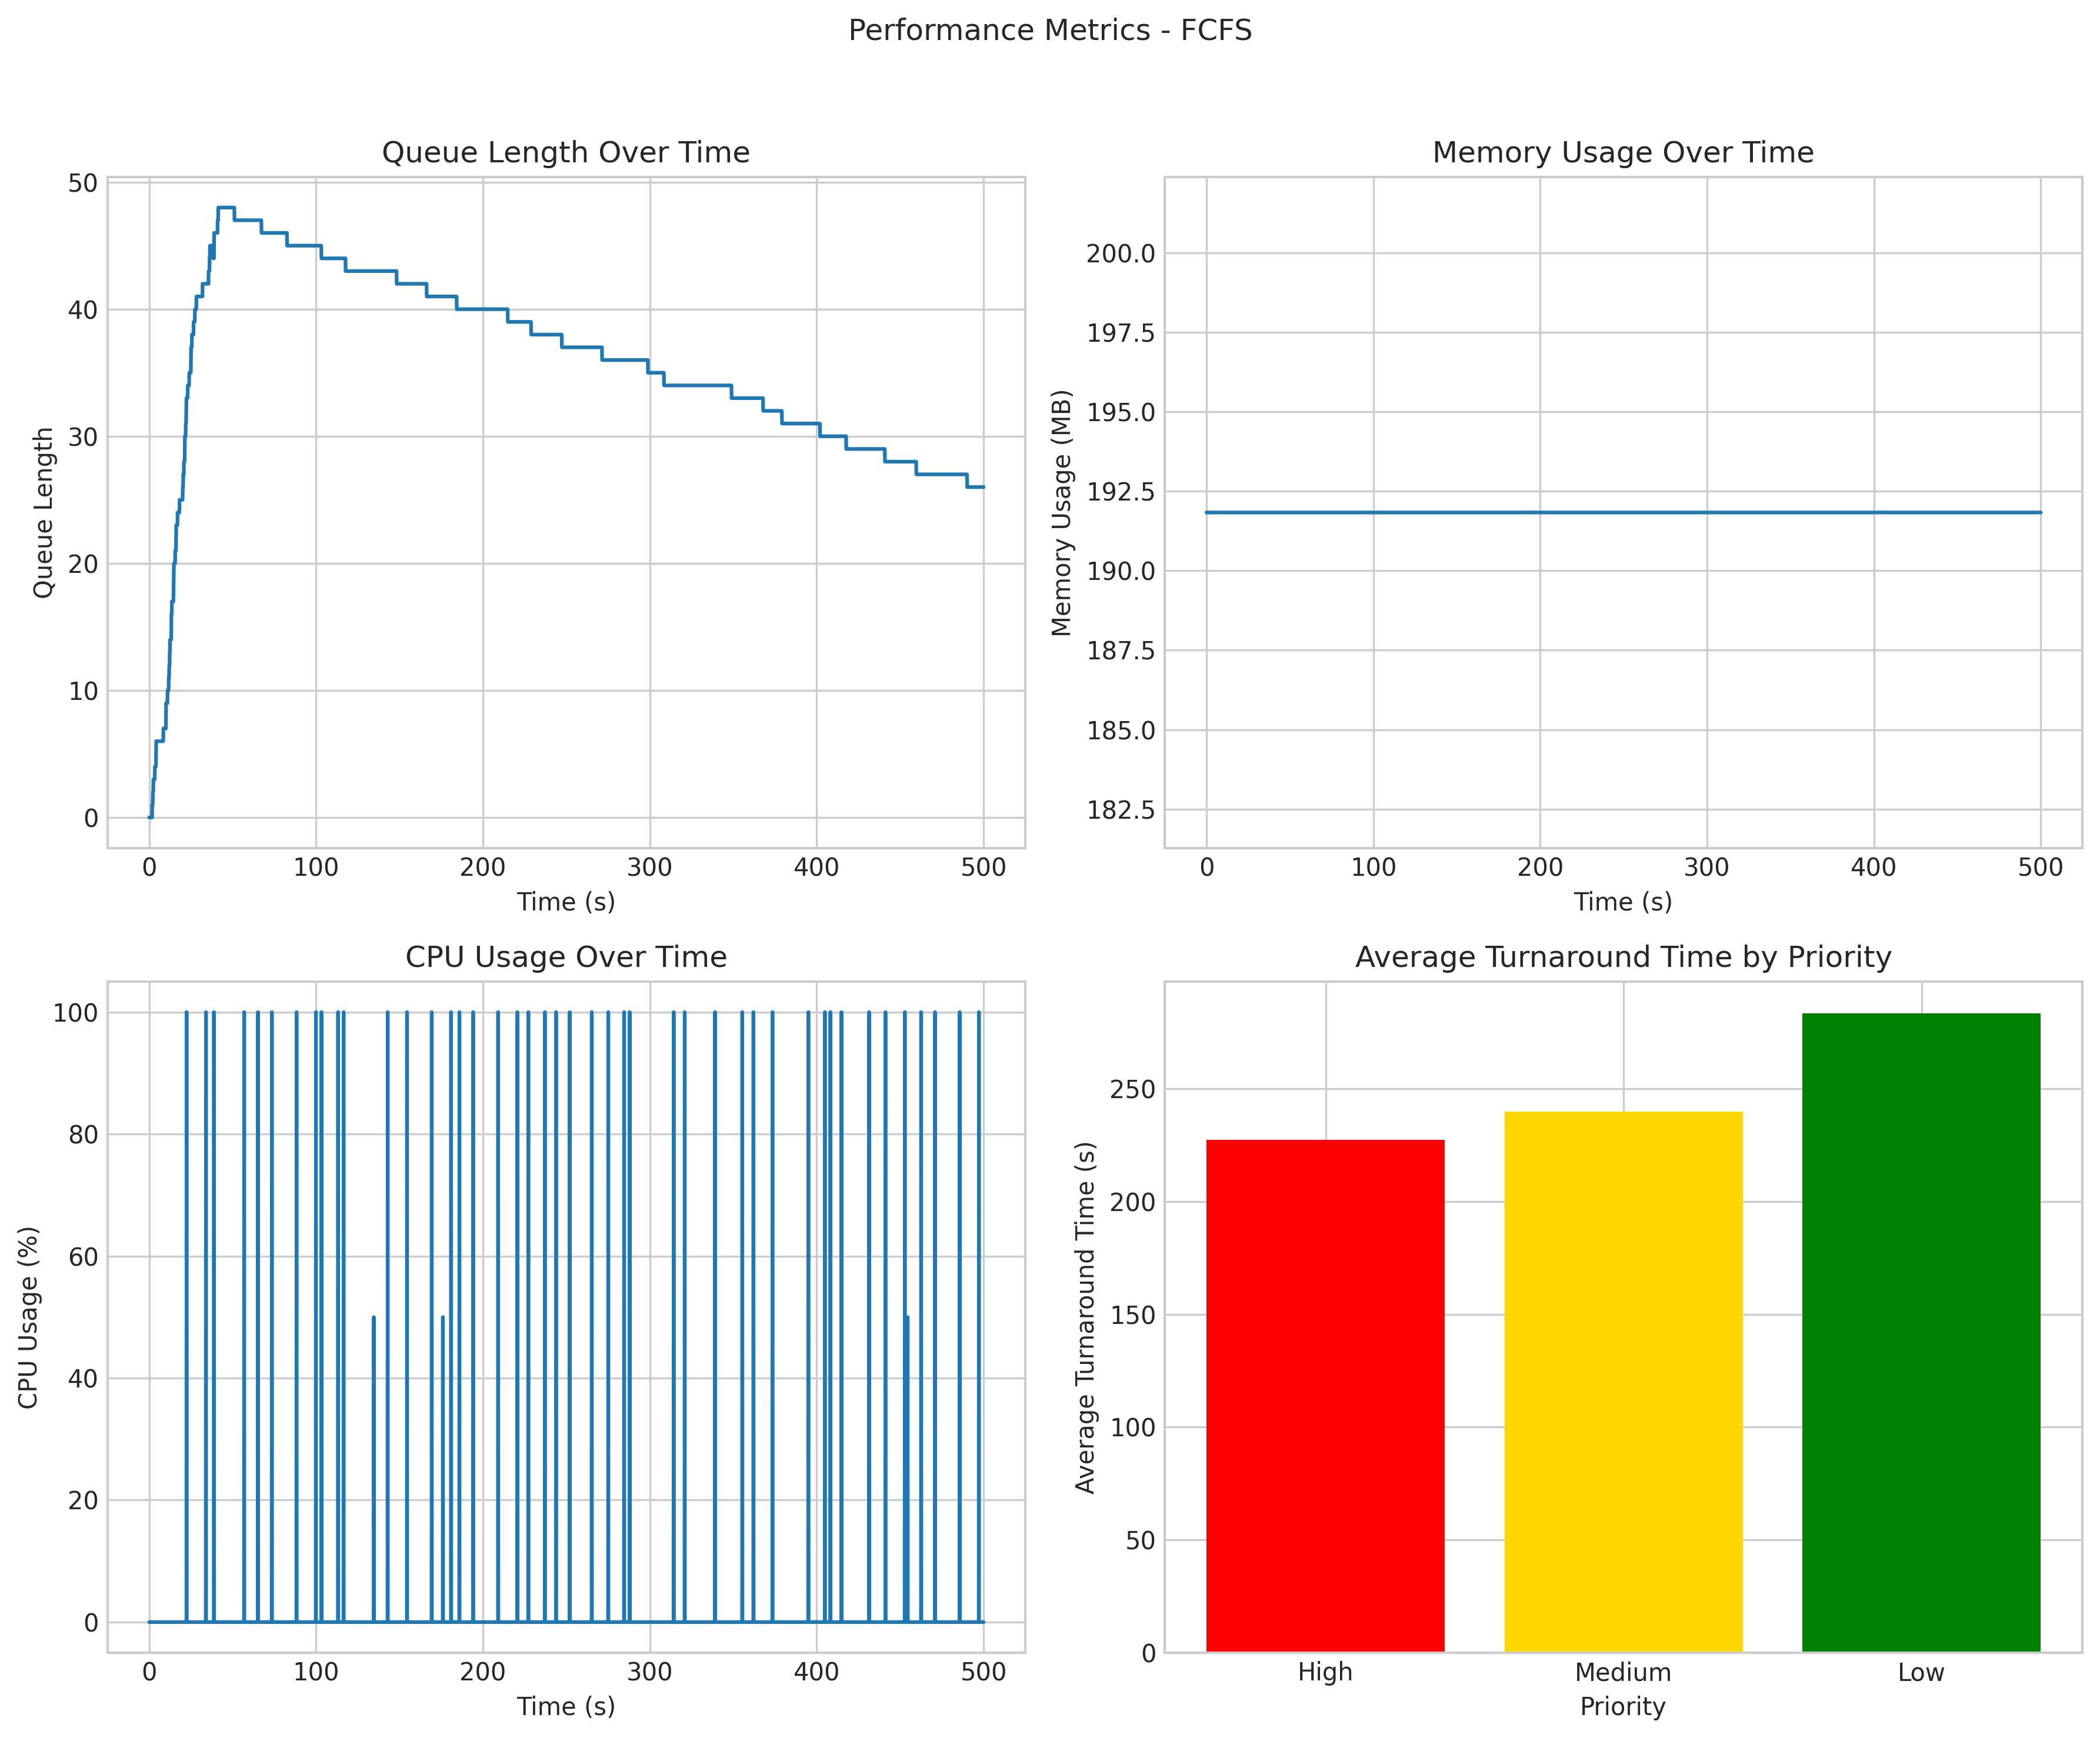 Performance Metrics - FCFS
Queue Length Over Time
50
40
30
20
10
0
Queue Length
0 100 200 300 400 500
Time (s)
Memory Usage Over Time
200.0
197.5
195.0
192.5
190.0
187.5
185.0
182.5
Memory Usage (MB)
0 100 200 300 400 500
Time (s)
CPU Usage Over Time
100
80
60
40
20
0
CPU Usage (%)
0 100 200 300 400 500
Time (s)
Average Turnaround Time by Priority
250
200
150
100
50
0
Average Turnaround Time (s)
High Medium Low
Priority